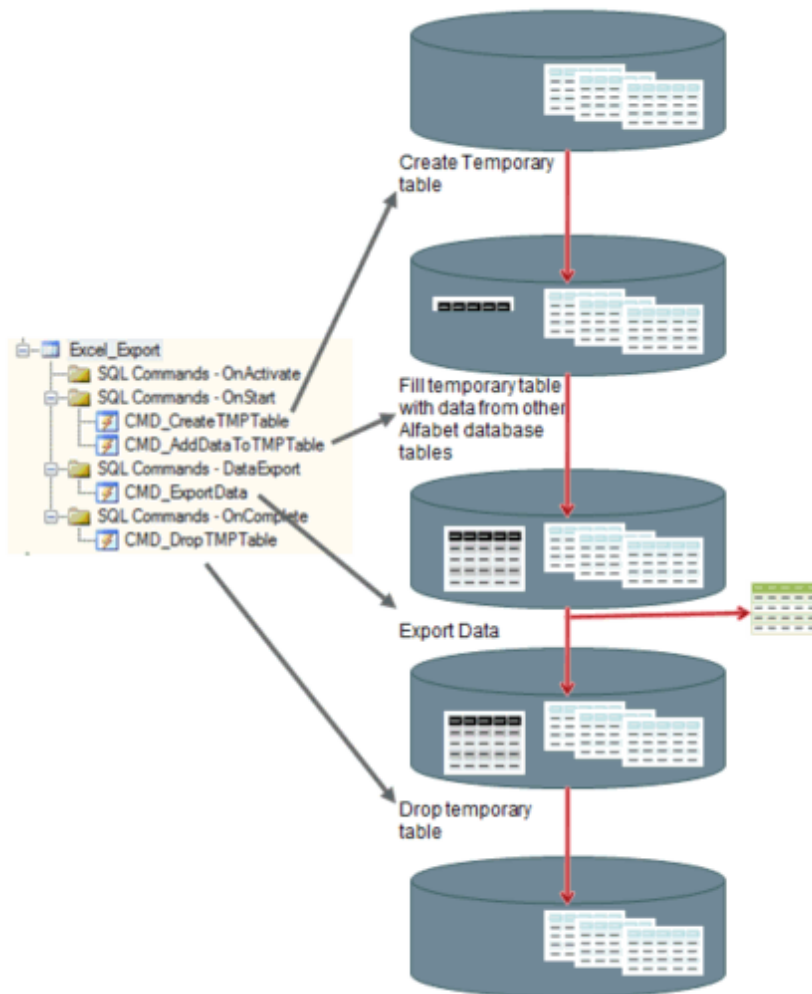 Create Temporary
table
Excel_Export
SQL Commands - OnActivate
SQL Commands - OnStart
CMD_CreateTMPTable
CMD_AddDataToTMPTable
SQL Commands - DataExport
CMD_ExportData
SQL Commands - OnComplete
CMD_DropTMPTable
Fill temporary table
with data from other
Alfabet database
tables
Export Data
Drop temporary
table